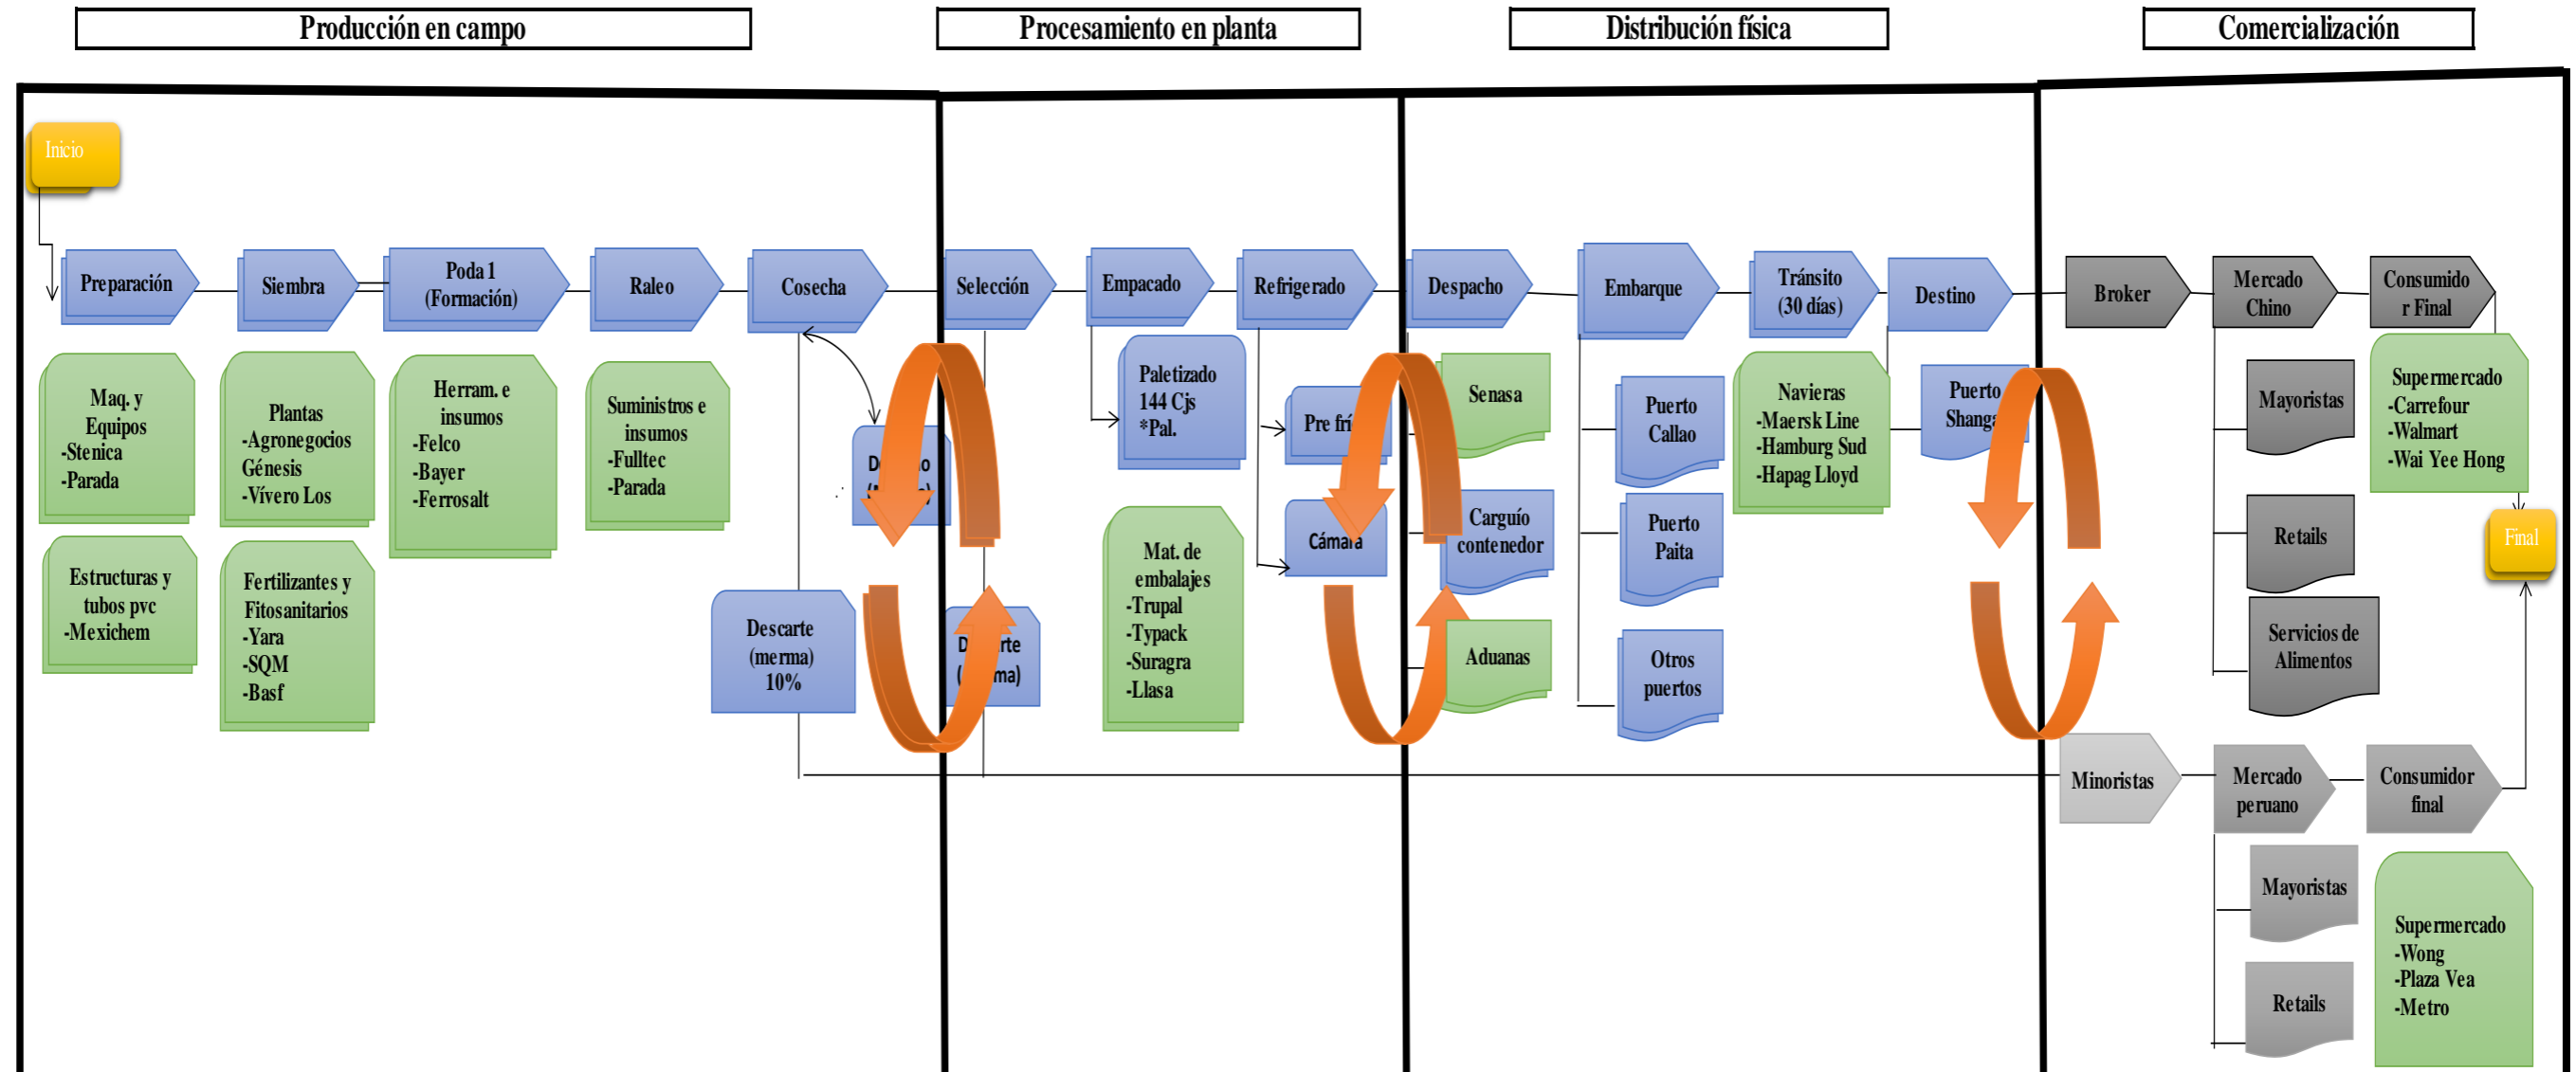 Producción en campo
Procesamiento en planta
Distribución física
Comercialización
Inicio
Preparación
Siembra
Poda 1
(Formación)
Raleo
Cosecha
Selección
Empacado
Refrigerado
Despacho
Embarque
Tránsito
(30 días)
Destino
Broker
Mercado
Chino
Consumido
r Final
Maq. y
Equipos
-Stenica
-Parada
Plantas
-Agronegocios
Génesis
-Vívero Los
Herram. e
insumos
-Felco
-Bayer
-Ferrosalt
Suministros e
insumos
-Fulltec
-Parada
Paletizado
144 Cjs
*Pal.
Pre
Cámara
Senasa
Carguío
contenedor
Aduanas
Puerto
Callao
Puerto
Paita
Otros
puertos
Navieras
-Maersk Line
-Hamburg Sud
-Hapag Lloyd
Puerto
Mayoristas
Retails
Servicios de
Alimentos
Supermercado
-Carrefour
-Walmart
-Wai Yee Hong
Final
Estructuras y
tubos pvc
-Mexichem
Fertilizantes y
Fitosanitarios
-Yara
-SQM
-Basf
Descarte
(merma)
10%
Mat. de
embalajes
-Trupal
-Typack
-Suragra
-Llasa
Minoristas
Mercado
peruano
Consumidor
final
Mayoristas
Retails
Supermercado
-Wong
-Plaza Vea
-Metro